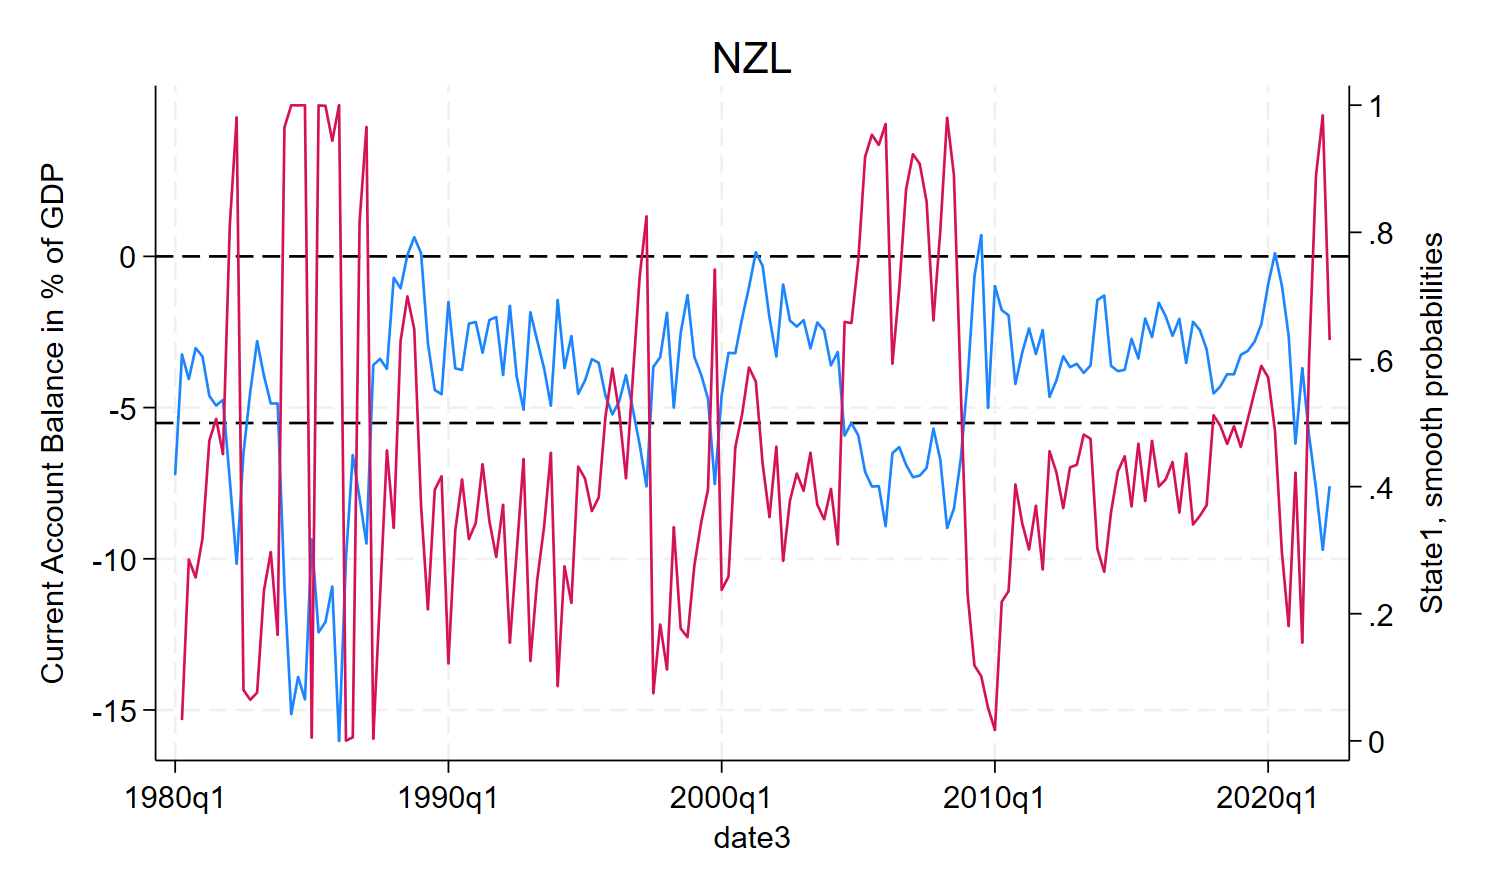 NZL
Current Account Balance in % of GDP
0
-5
-10
-15
1
.8
.6
.4
.2
0
State1, smooth probabilities
1980q1 1990q1 2000q1 2010q1 2020q1
date3